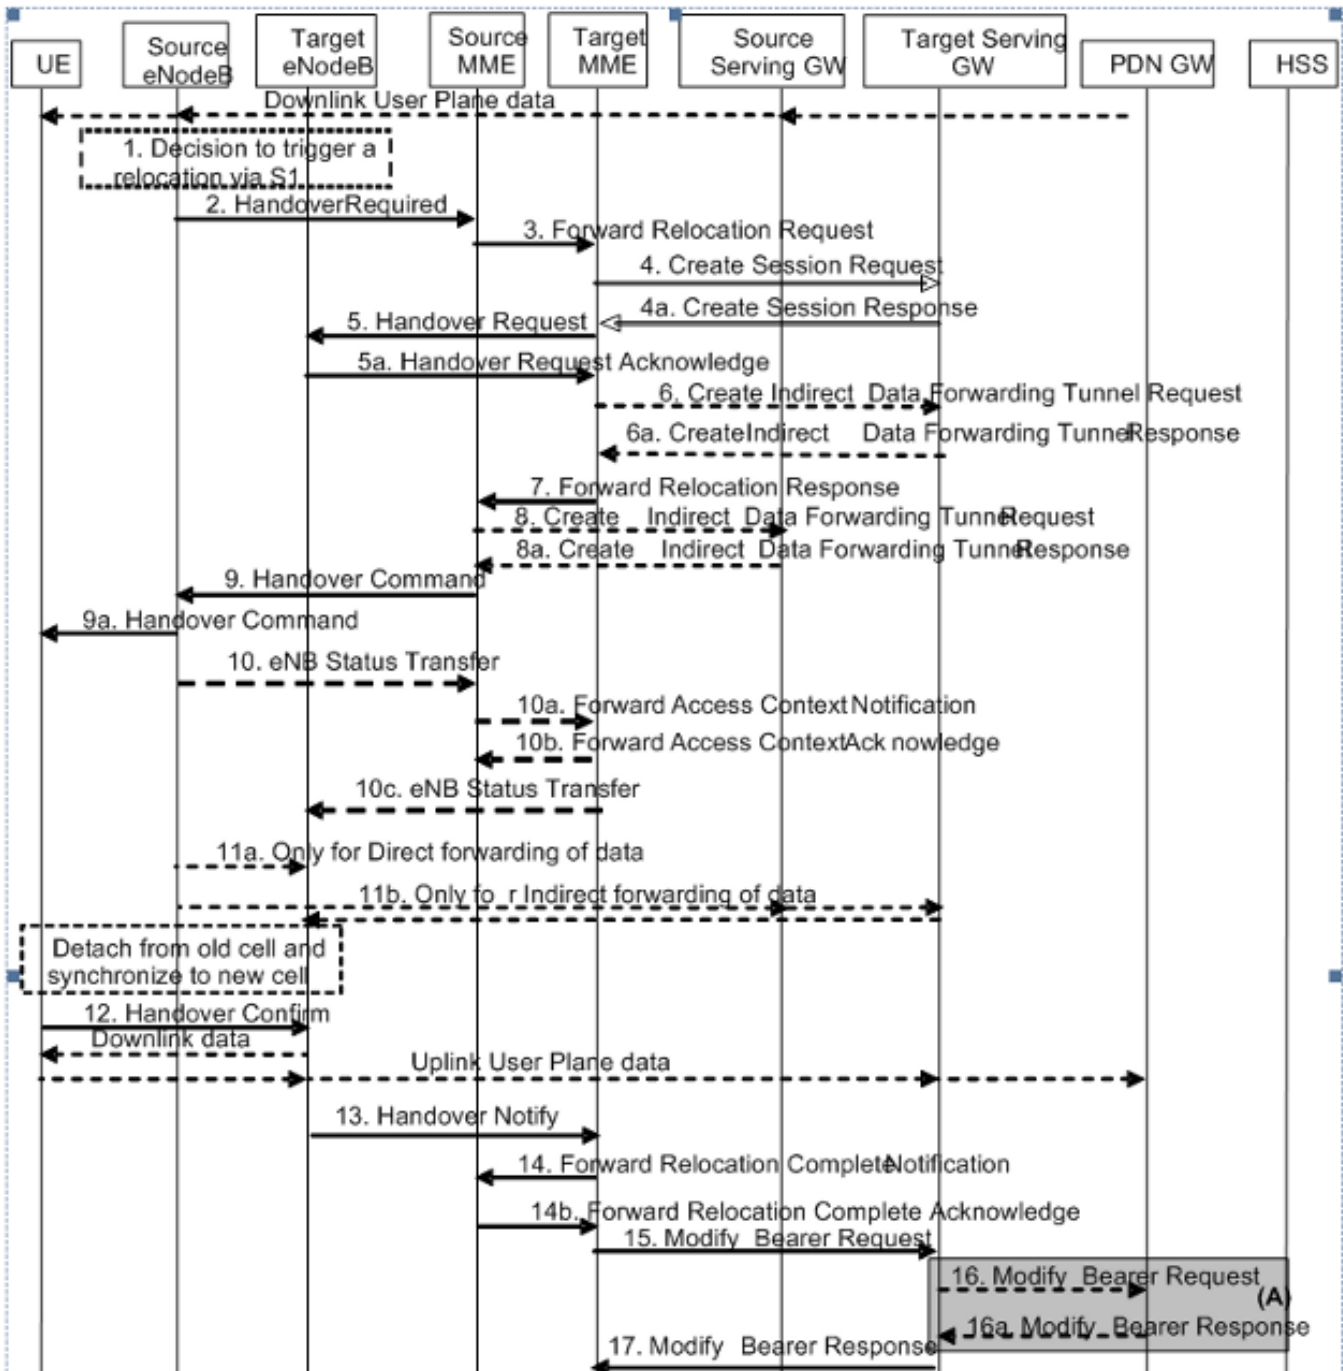 UE
Source
eNodeB
Target
eNodeB
Source
MME
Target
MME
Source
Serving GW
Target Serving
GW
PDN GW
HSS
Downlink User Plane data
1. Decision to trigger a
relocation via S1
2. HandoverRequired
3. Forward Relocation Request
4. Create Session Request
4a. Create Session Response
5. Handover Request
5a. Handover Request Acknowledge
6. Create Indirect Data Forwarding Tunnel Request
6a. CreateIndirect Data Forwarding TunnelResponse
7. Forward Relocation Response
8. Create Indirect Data Forwarding TunnelRequest
8a. Create Indirect Data Forwarding TunnelResponse
9. Handover Command
9a. Handover Command
10. eNB Status Transfer
10a. Forward Access Context Notification
10b. Forward Access ContextAck nowledge
10c. eNB Status Transfer
11a. Only for Direct forwarding of data
11b. Only fo r Indirect forwarding of data
Detach from old cell and
synchronize to new cell
12. Handover Confirm
Downlink data
Uplink User Plane data
13. Handover Notify
14. Forward Relocation CompleteNotification
14b. Forward Relocation Complete Acknowledge
15. Modify Bearer Request
16. Modify Bearer Request
(A)
16a. Modify Bearer Response
17. Modify Bearer Response